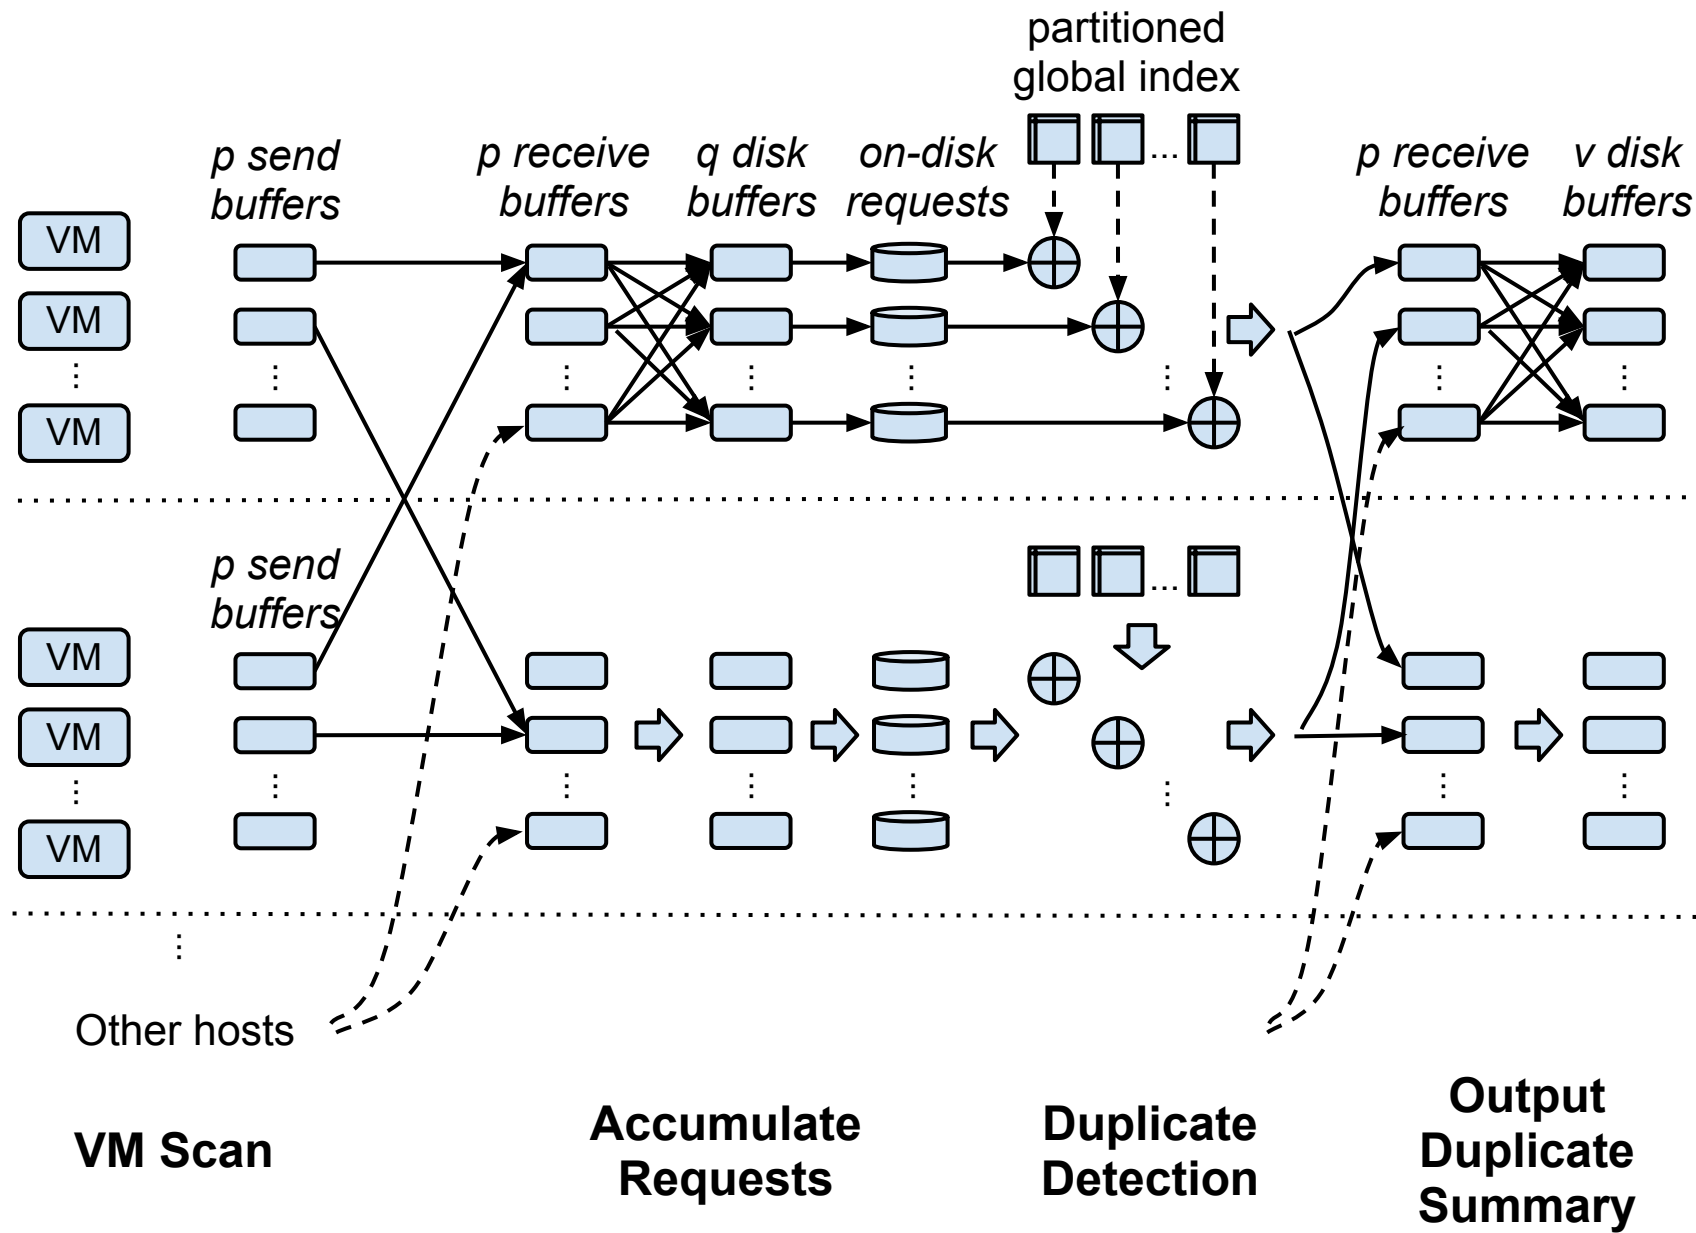 partitioned
global index
p send
buffers
p receive
buffers
q disk
buffers
on-disk
requests
...
p receive
buffers
v disk
buffers
VM
VM
...
VM
p send
buffers
...
VM
VM
...
VM
...
Other hosts
VM Scan
Accumulate
Requests
Duplicate
Detection
Output
Duplicate
Summary